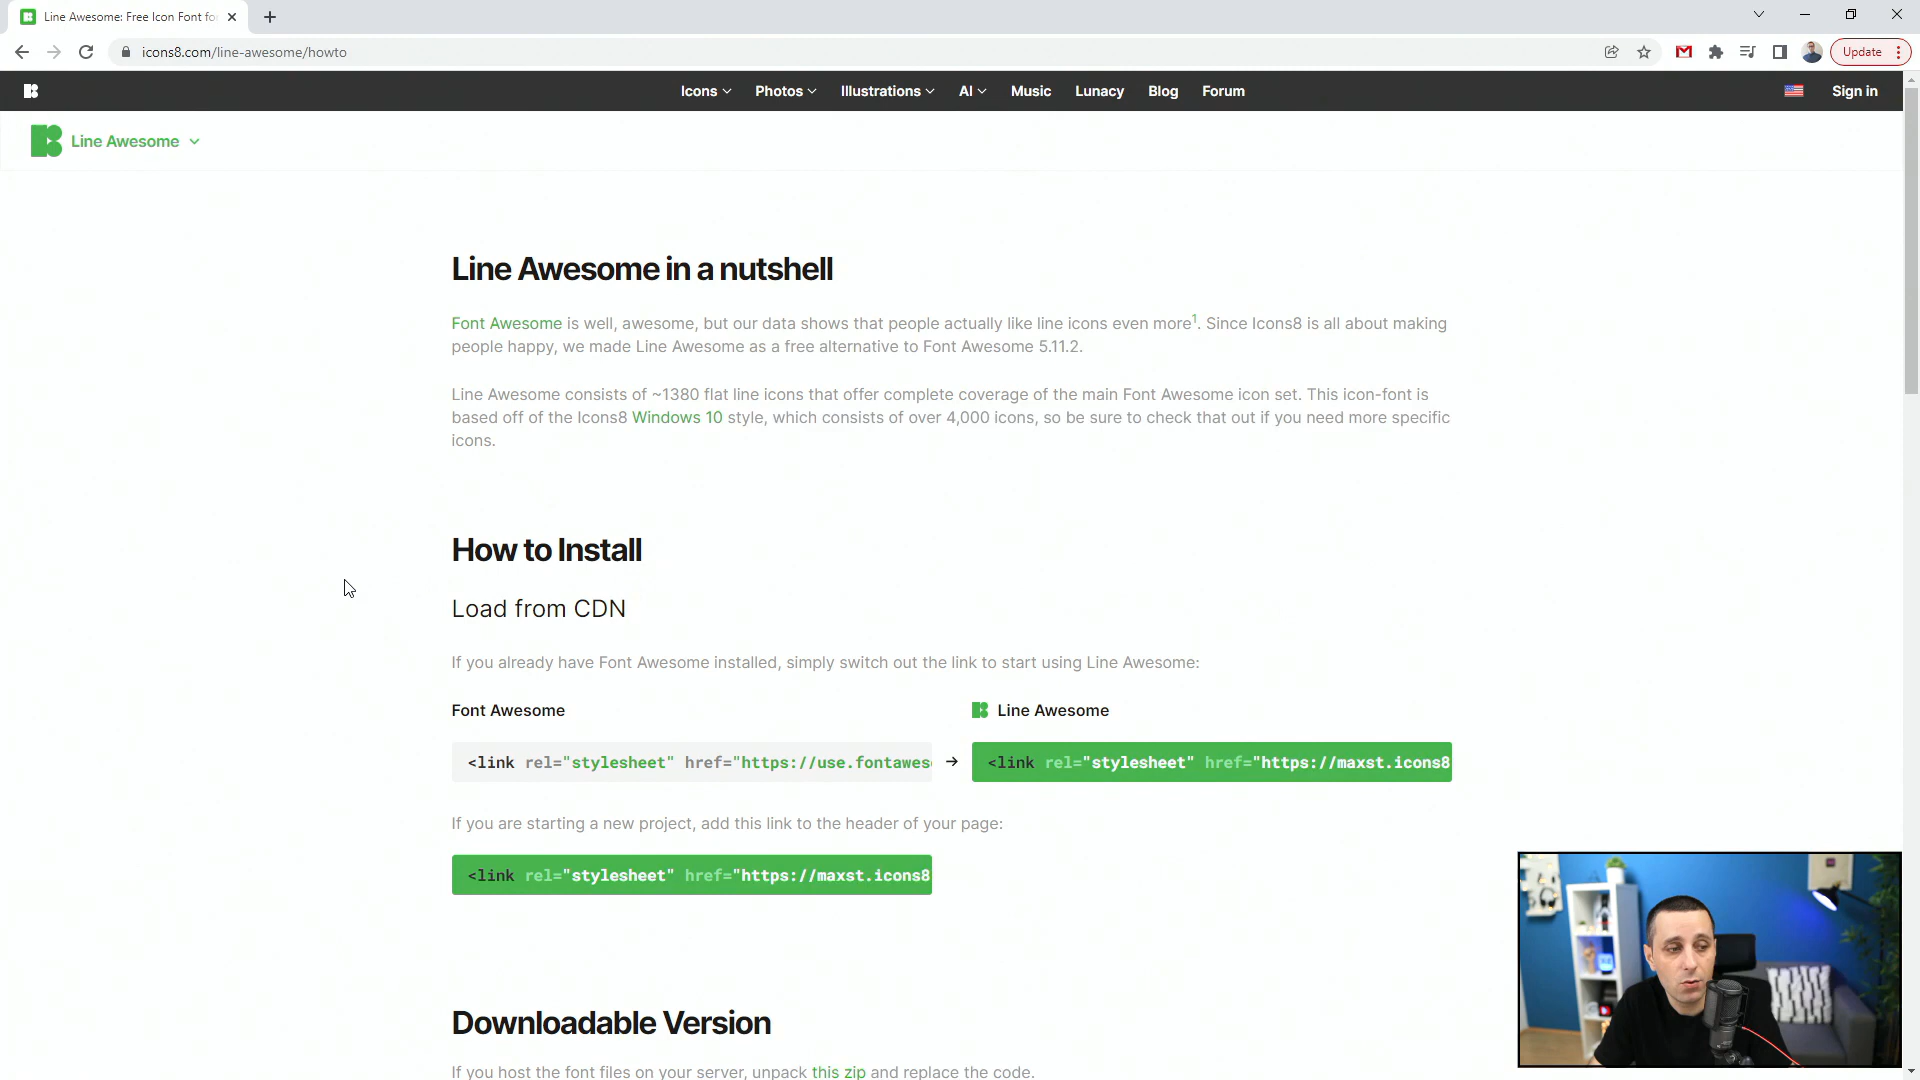 Line Awesome: Free Icon Font fo
icons8.com/line-awesome/howto
Update
Icons
Photos
Illustrations
AI
Music
Lunacy
Blog
Forum
Sign in
Line Awesome
Line Awesome in a nutshell
Font Awesome is well, awesome, but our data shows that people actually like line icons even more1. Since Icons8 is all about making
people happy, we made Line Awesome as a free alternative to Font Awesome 5.11.2.
Line Awesome consists of ~1380 flat line icons that offer complete coverage of the main Font Awesome icon set. This icon-font is
based off of the Icons8 Windows 10 style, which consists of over 4,000 icons, so be sure to check that out if you need more specific
icons.
How to Install
Load from CDN
If you already have Font Awesome installed, simply switch out the link to start using Line Awesome:
Font Awesome
Line Awesome
<link rel="stylesheet" href="https://use.fontawes
→
<link rel="stylesheet" href="https://maxst.icons8
If you are starting a new project, add this link to the header of your page:
<link rel="stylesheet" href="https://maxst.icons8
Downloadable Version
If you host the font files on your server, unpack this zip and replace the code.